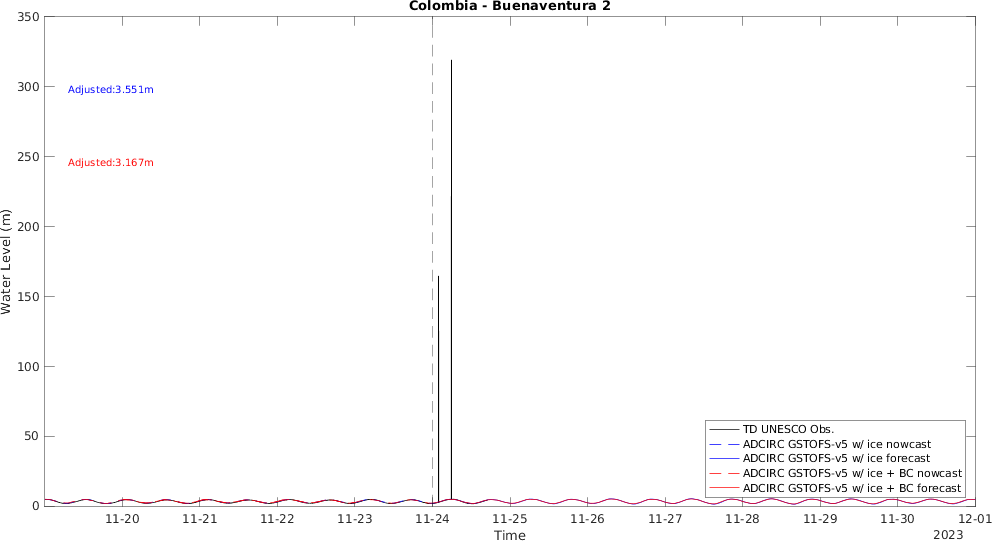 Colombia - Buenaventura 2
350
300
250
200
150
100
50
0
Water Level (m)
Adjusted:3.551m
Adjusted:3.167m
TD UNESCO Obs.
ADCIRC GSTOFS-v5 w/ ice nowcast
ADCIRC GSTOFS-v5 w/ ice forecast
ADCIRC GSTOFS-v5 w/ ice + BC nowcast
ADCIRC GSTOFS-v5 w/ ice + BC forecast
11-20 11-21 11-22 11-23 11-24 11-25 11-26 11-27 11-28 11-29 11-30 12-01
Time
2023